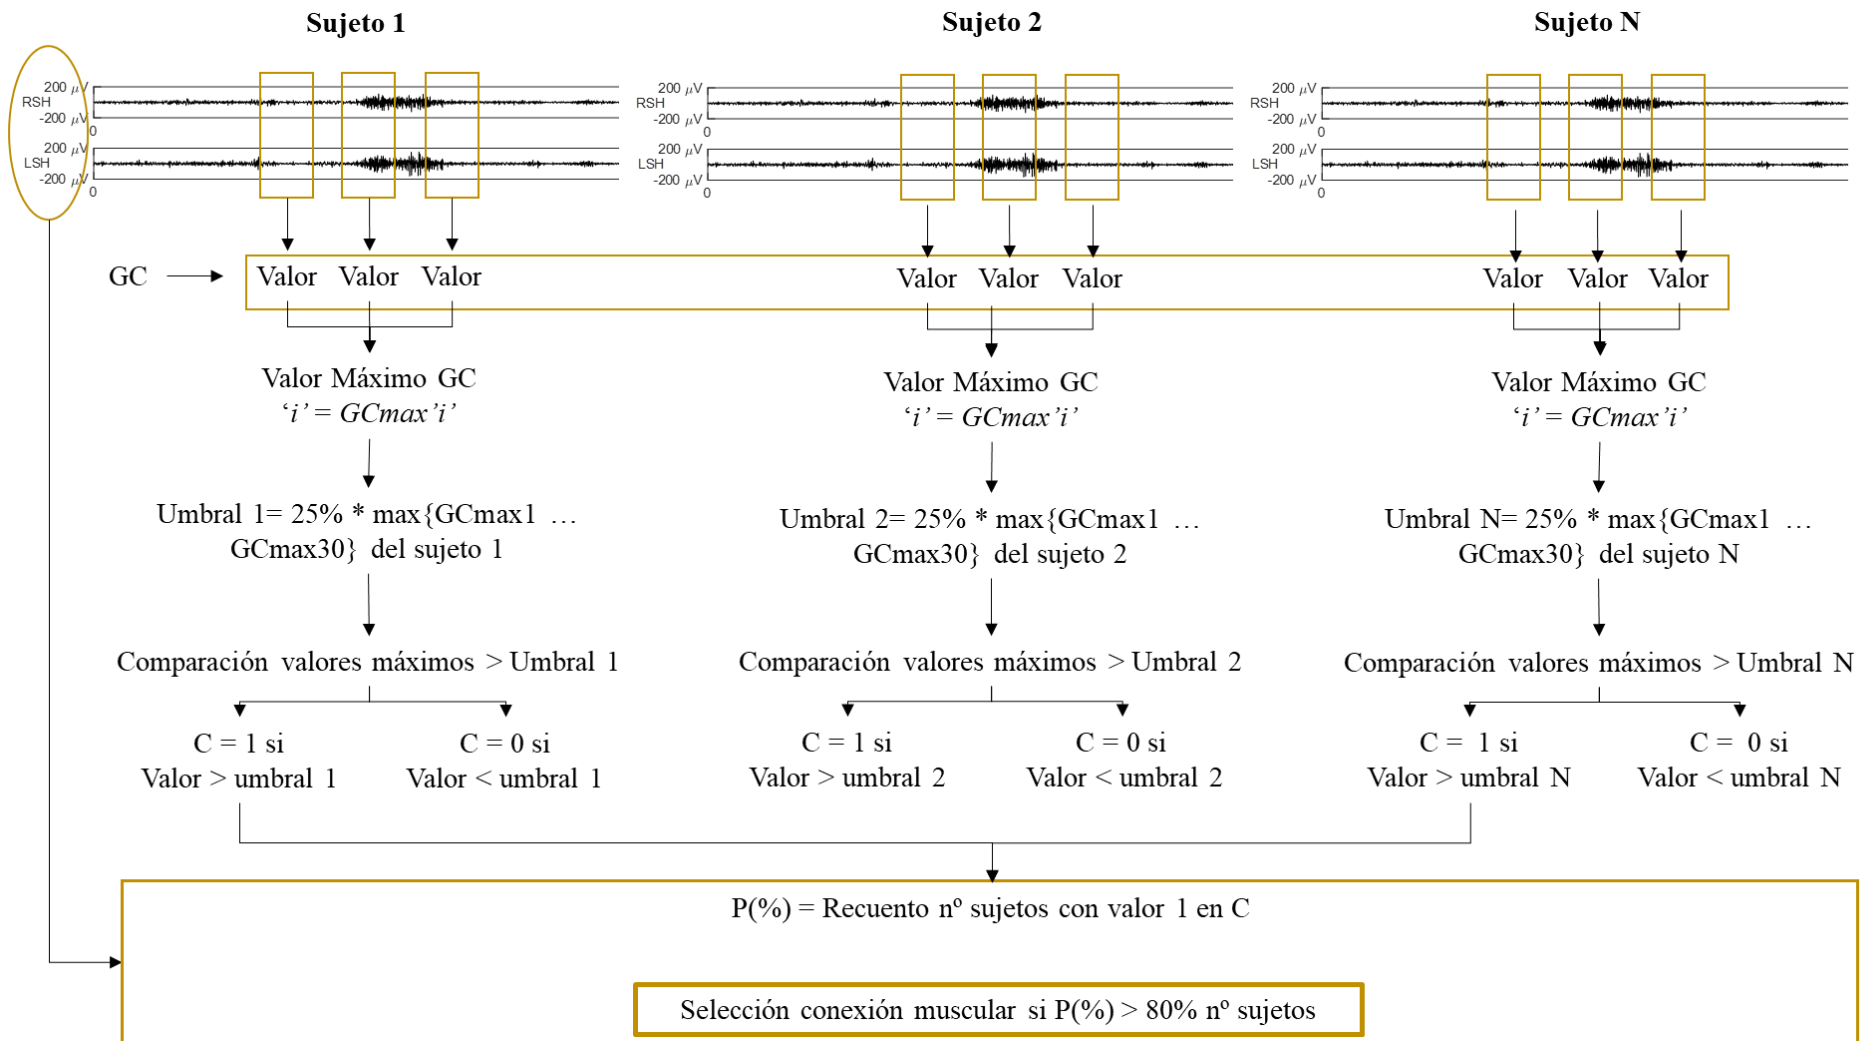 Sujeto 1
Sujeto 2
Sujeto N
200 µV
RSH
-200 µV
0
200 µV
LSH
-200 µV
0
200 µV
RSH
-200 µV
0
200 µV
LSH
-200 µV
0
200 µV
RSH
-200 µV
0
200 µV
LSH
-200 µV
0
GC
Valor Valor Valor
Valor Valor Valor
Valor Valor Valor
Valor Máximo GC
‘i’ = GCmax’i’
Valor Máximo GC
‘i’ = GCmax’i’
Valor Máximo GC
‘i’ = GCmax’i’
Umbral 1= 25% * max{GCmax1 …
GCmax30} del sujeto 1
Umbral 2= 25% * max{GCmax1 …
GCmax30} del sujeto 2
Umbral N= 25% * max{GCmax1 …
GCmax30} del sujeto N
Comparación valores máximos > Umbral 1
Comparación valores máximos > Umbral 2
Comparación valores máximos > Umbral N
C = 1 si
Valor > umbral 1
C = 0 si
Valor < umbral 1
C = 1 si
Valor > umbral 2
C = 0 si
Valor < umbral 2
C = 1 si
Valor > umbral N
C = 0 si
Valor < umbral N
P(%) = Recuento nº sujetos con valor 1 en C
Selección conexión muscular si P(%) > 80% nº sujetos